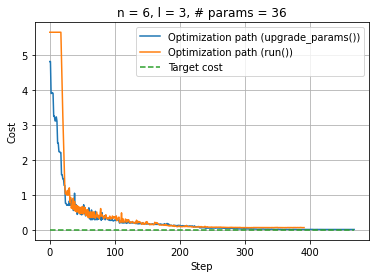 n = 6, l = 3, # params = 36
Optimization path (upgrade_params())
Optimization path (run())
Target cost
Cost
5
4
3
2
1
0
0 100 200 300 400
Step